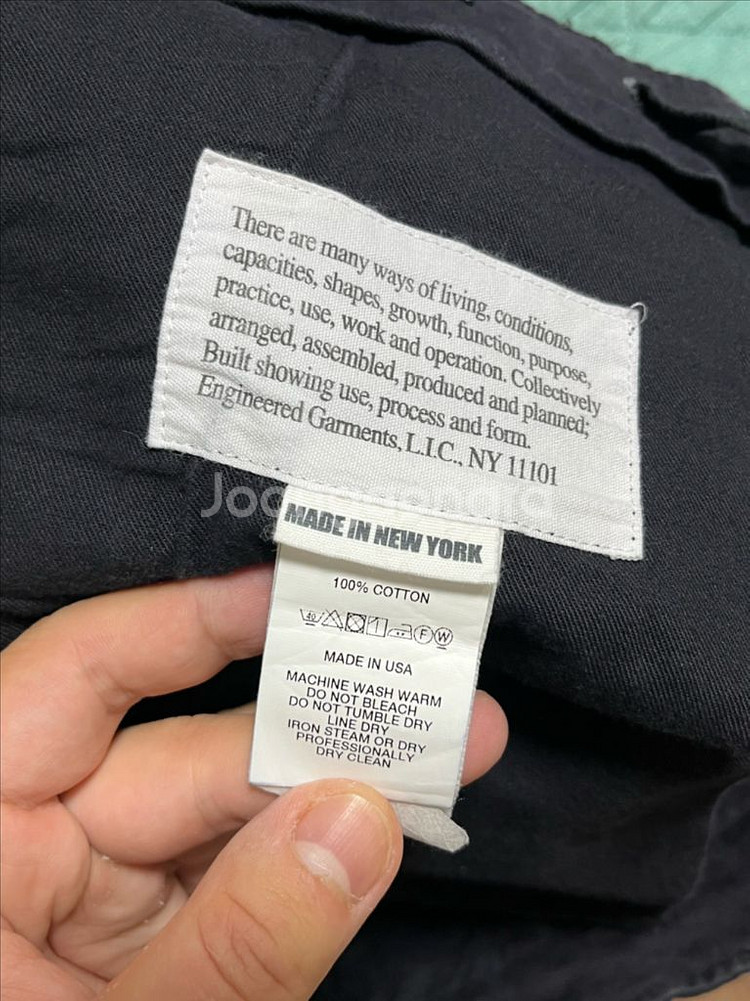 There are many ways of living, conditions,
capacities, shapes, growth, function, purpose,
practice, use, work and operation. Collectively
arranged, assembled, produced and planned;
Built showing use, process and form.
Engineered Garments, L.I.C., NY 11101
MADE IN NEW YORK
100% COTTON
40 1 F W
MADE IN USA
MACHINE WASH WARM
DO NOT BLEACH
DO NOT TUMBLE DRY
LINE DRY
IRON STEAM OR DRY
PROFESSIONALLY
DRY CLEAN